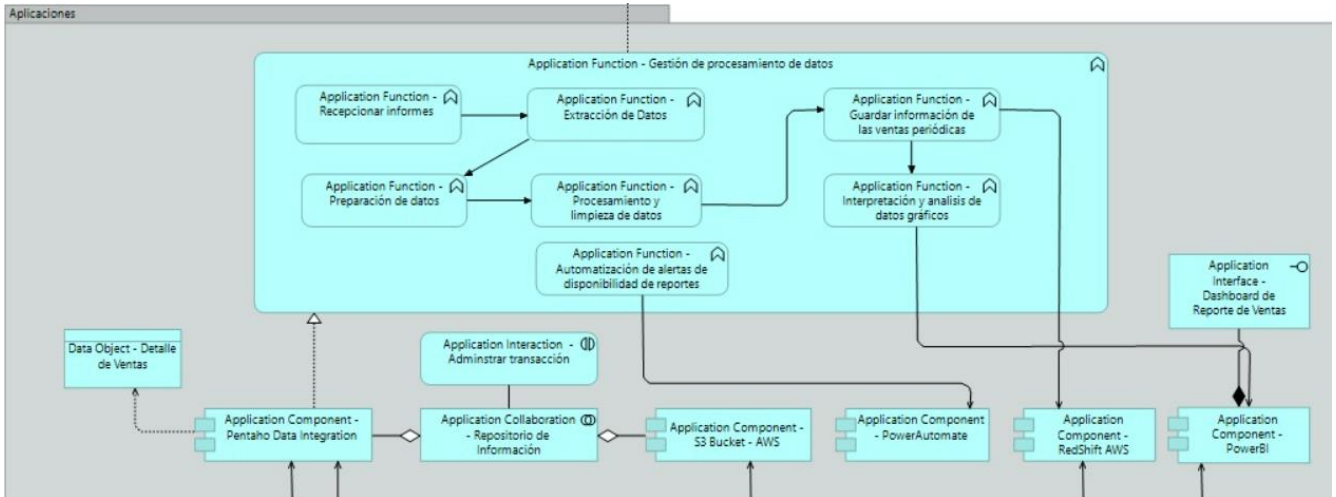 Aplicaciones
Application Function - Gestión de procesamiento de datos
Application Function -
Recepcionar informes
Application Function -
Extracción de Datos
Application Function -
Guardar información de
las ventas periódicas
Application Function -
Preparación de datos
Application Function -
Procesamiento y
limpieza de datos
Application Function -
Interpretación y analisis de
datos gráficos
Application Function -
Automatización de alertas de
disponibilidad de reportes
Application
Interface -
Dashboard de
Reporte de Ventas
Data Object - Detalle
de Ventas
Application Interaction -
Adminstrar transacción
Application Component -
Pentaho Data Integration
Application Collaboration
- Repositorio de
Información
Application Component -
S3 Bucket - AWS
Application Component
- PowerAutomate
Application
Component -
RedShift AWS
Application
Component -
PowerBI